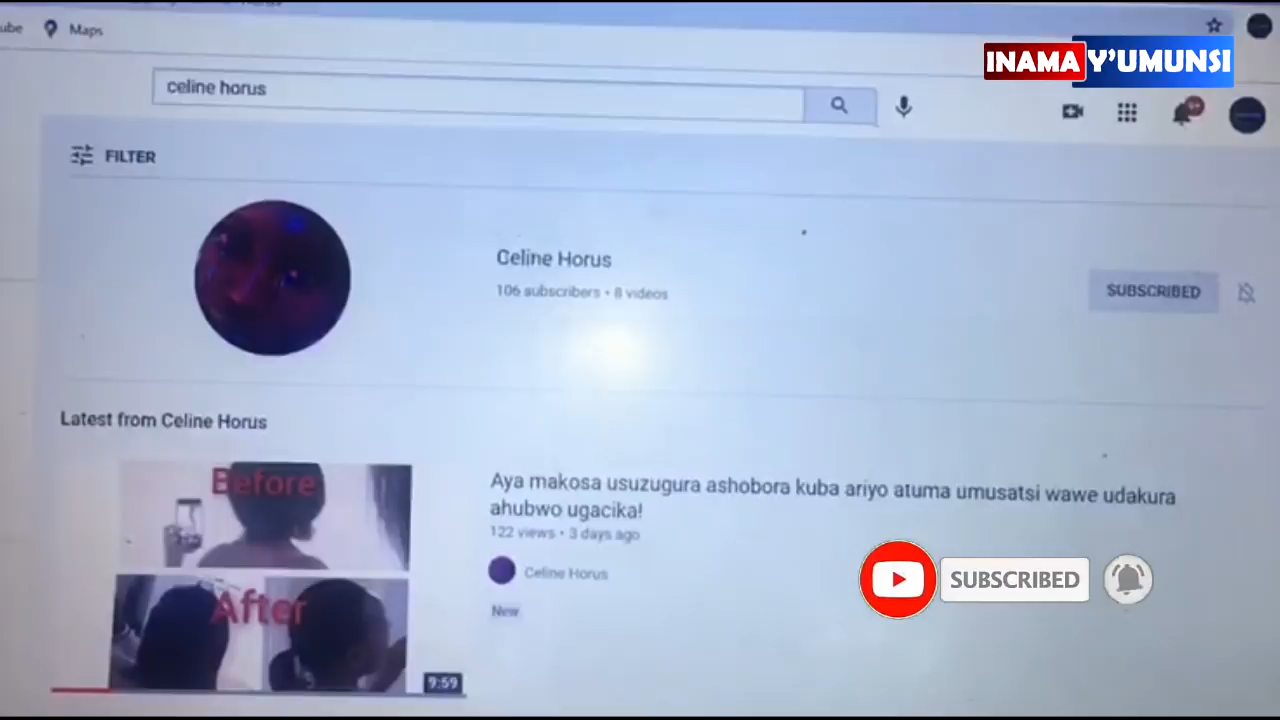 ube Maps
INAMA Y'UMUNSI
celine horus
FILTER
Celine Horus
106 subscribers • 8 videos
SUBSCRIBED
Latest from Celine Horus
Before
After
9:59
Aya makosa usuzugura ashobora kuba ariyo atuma umusatsi wawe udakura
ahubwo ugacika!
122 views • 3 days ago
Celine Horus
New
SUBSCRIBED